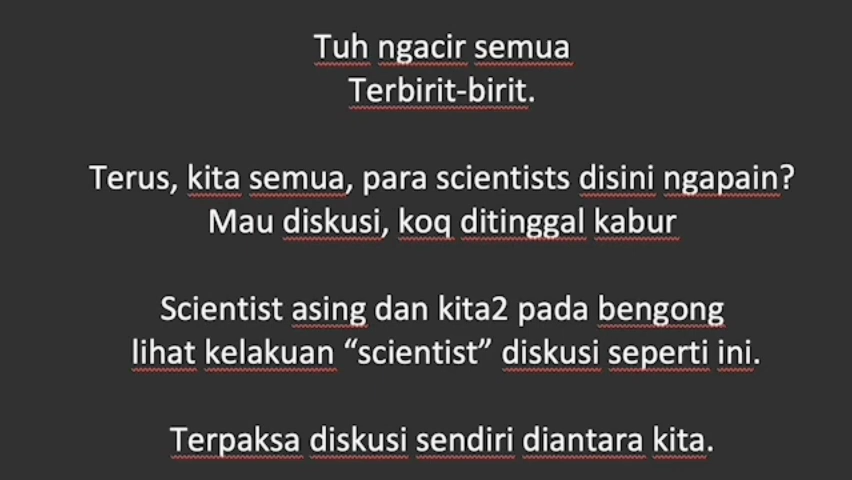 Tuh ngacir semua
Terbirit-birit.
Terus, kita semua, para scientists disini ngapain?
Mau diskusi, koq ditinggal kabur
Scientist asing dan kita2 pada bengong
lihat kelakuan “scientist” diskusi seperti ini.
Terpaksa diskusi sendiri diantara kita.